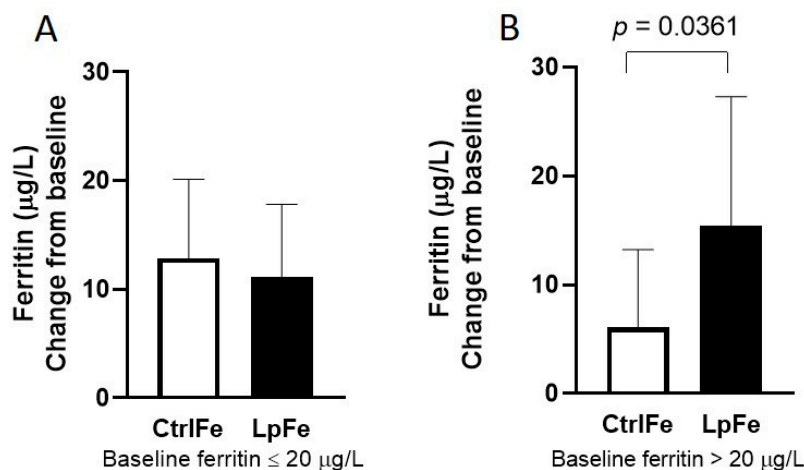 A
Ferritin (μg/L)
Change from baseline
30
20
10
0
CtrlFe LpFe
Baseline ferritin ≤ 20 μg/L
B
p = 0.0361
Ferritin (μg/L)
Change from baseline
30
20
10
0
CtrlFe LpFe
Baseline ferritin > 20 μg/L